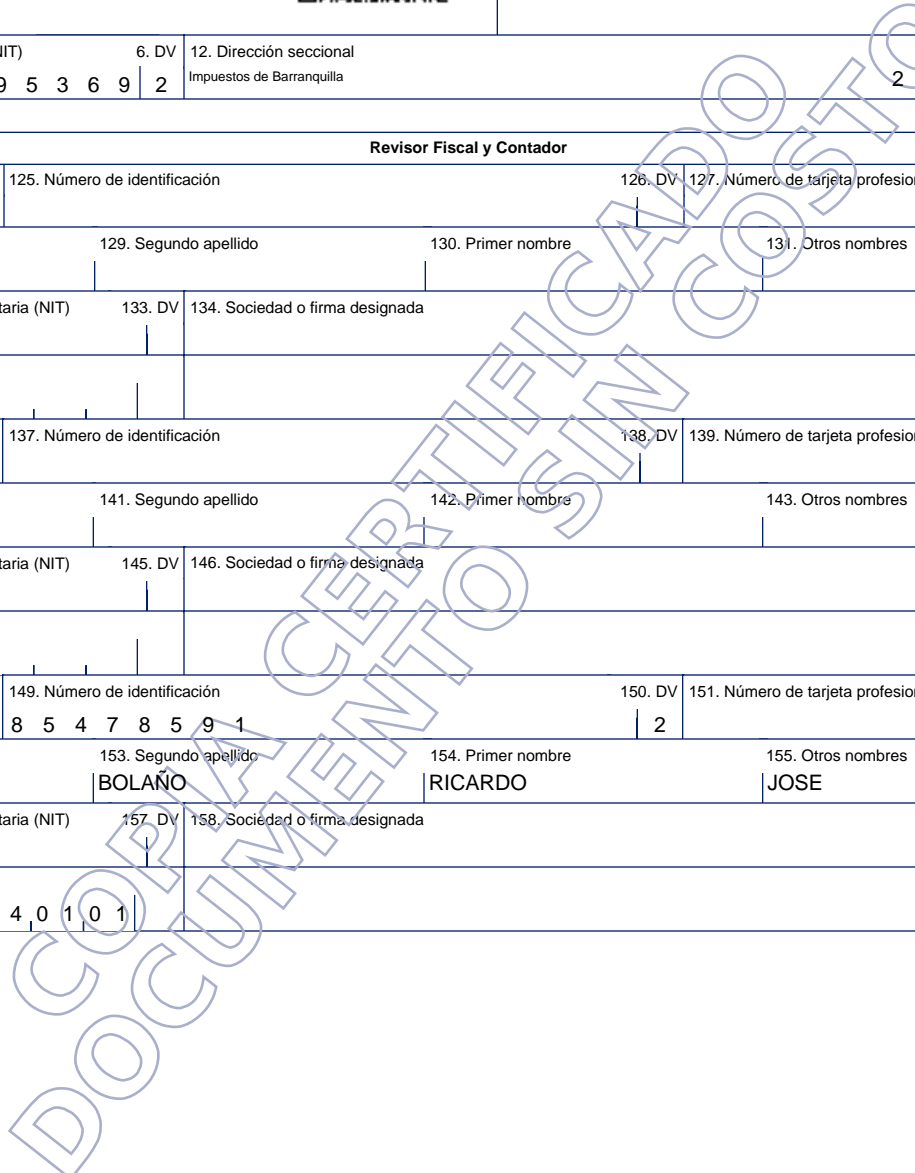 NIT) 6. DV 12. Dirección seccional
9 5 3 6 9 2 Impuestos de Barranquilla 2
Revisor Fiscal y Contador
125. Número de identificación 126. DV 127. Número de tarjeta profesion
129. Segundo apellido 130. Primer nombre 131. Otros nombres
taria (NIT) 133. DV 134. Sociedad o firma designada
137. Número de identificación 138. DV 139. Número de tarjeta profesion
141. Segundo apellido 142. Primer nombre 143. Otros nombres
taria (NIT) 145. DV 146. Sociedad o firma designada
149. Número de identificación 150. DV 151. Número de tarjeta profesion
8 5 4 7 8 5 9 1 2
153. Segundo apellido 154. Primer nombre 155. Otros nombres
BOLAÑO RICARDO JOSE
taria (NIT) 157. DV 158. Sociedad o firma designada
4 0 1 0 1
COPIA CERTIFICADO
DOCUMENTO SIN COSTO